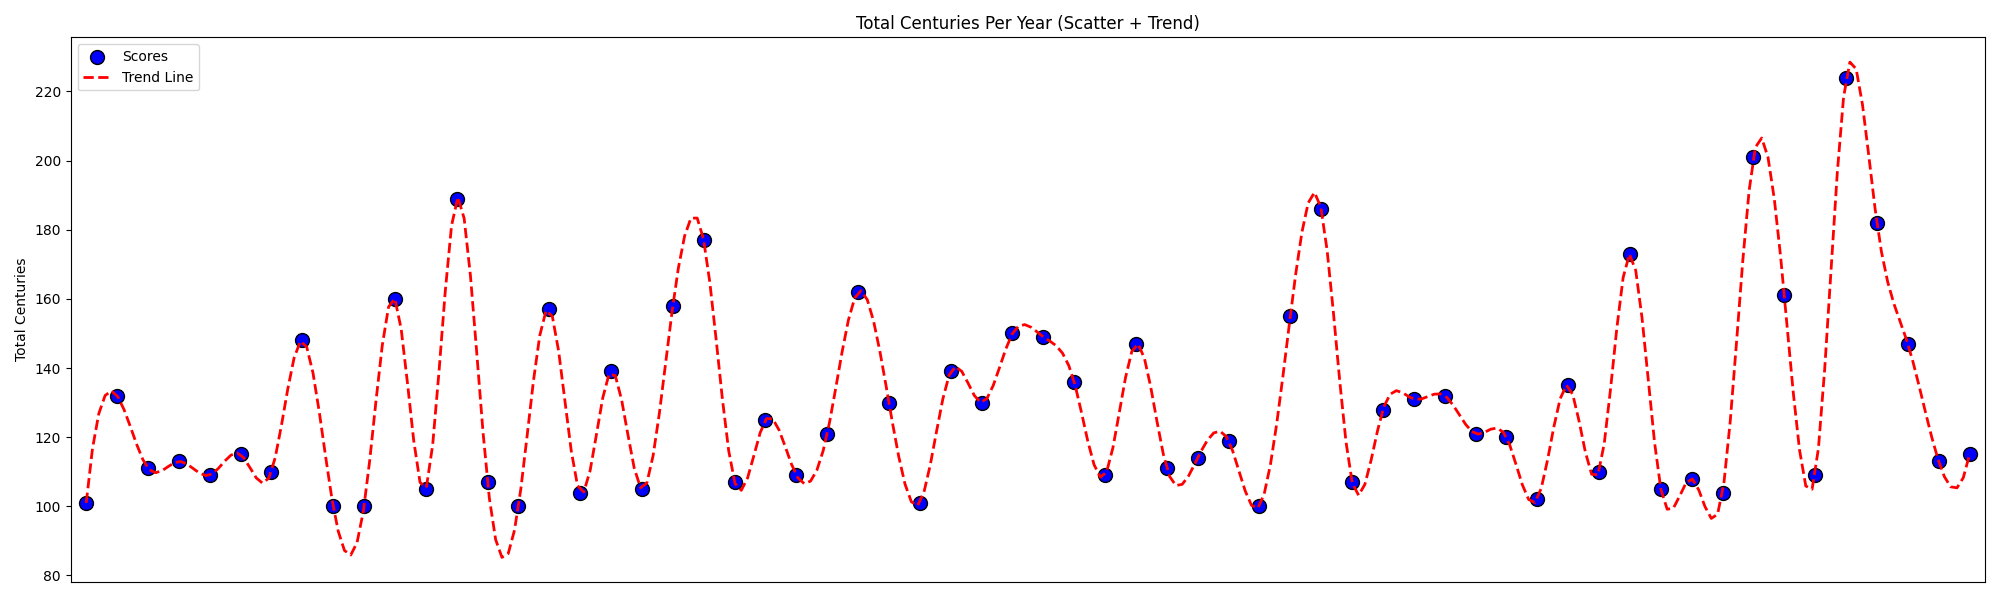 Total Centuries Per Year (Scatter + Trend)
Scores
Trend Line
220
200
180
160
140
120
100
80
Total Centuries